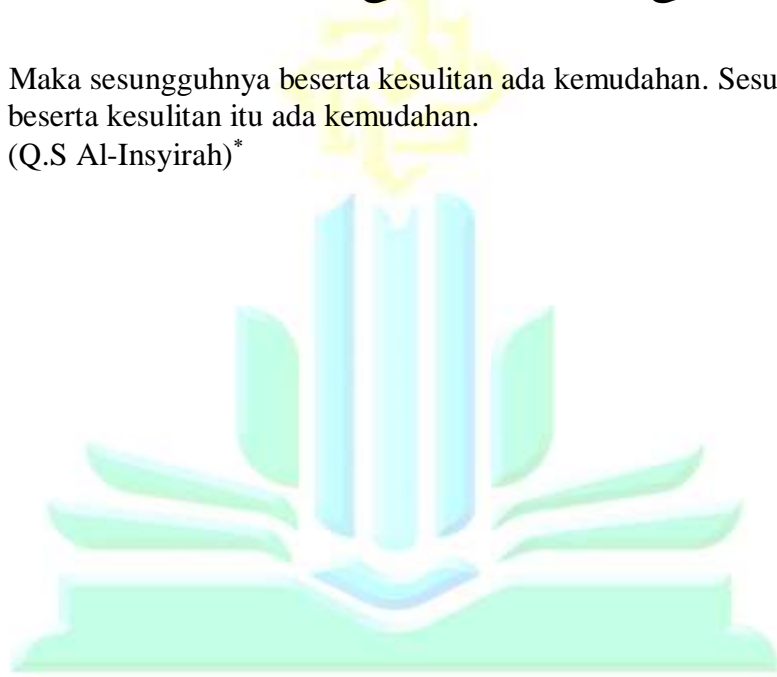 Maka sesungguhnya beserta kesulitan ada kemudahan. Sesu
beserta kesulitan itu ada kemudahan.
(Q.S Al-Insyirah)*